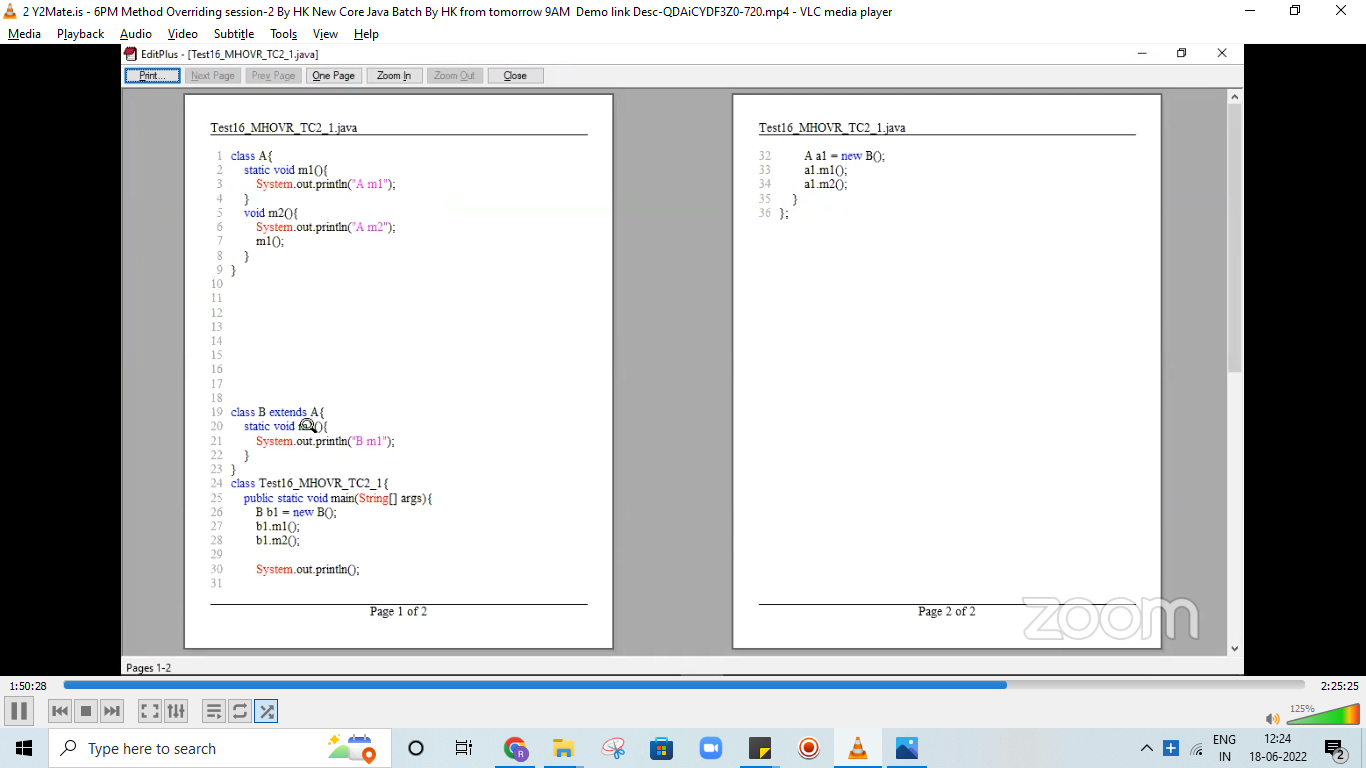 2 Y2Mate.is - 6PM Method Overriding session-2 By HK New Core Java Batch By HK from tomorrow 9AM  Demo link Desc-QDAiCYDF3Z0-720.mp4 - VLC media player
Media Playback Audio Video Subtitle Tools View Help
EditPlus - [Test16_MHOVR_TC2_1.java]
Print... Next Page Prev Page One Page Zoom In Zoom Out Close
Test16_MHOVR_TC2_1.java
1 class A{
2 static void m1(){
3 System.out.println("A m1");
4 }
5 void m2(){
6 System.out.println("A m2");
7 m1();
8 }
9 }
10
11
12
13
14
15
16
17
18
19 class B extends A{
20 static void (){
21 System.out.println("B m1");
22 }
23 }
24 class Test16_MHOVR_TC2_1{
25 public static void main(String[] args){
26 B b1 = new B();
27 b1.m1();
28 b1.m2();
29
30 System.out.println();
31
Page 1 of 2
Test16_MHOVR_TC2_1.java
32 A a1 = new B();
33 a1.m1();
34 a1.m2();
35 }
36 };
Page 2 of 2
zoom
Pages 1-2
1:50:28 2:25:25
125%
Type here to search
ENG
IN
12:24
18-06-2022
2